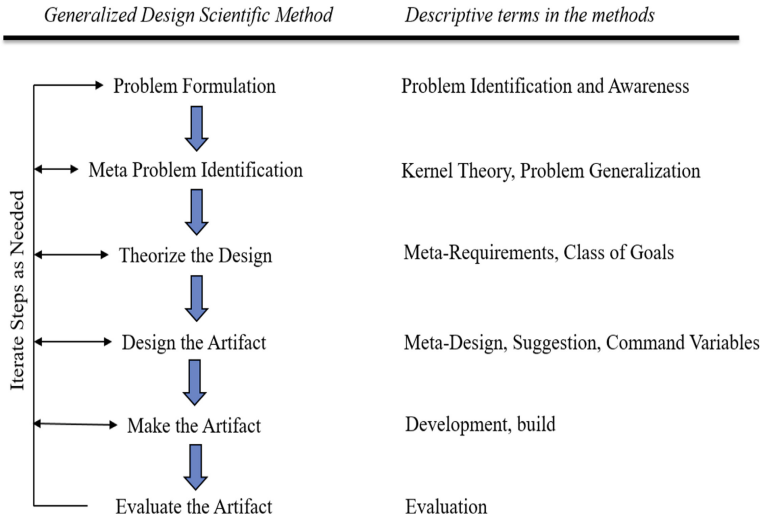 Generalized Design Scientific Method Descriptive terms in the methods
Problem Formulation Problem Identification and Awareness
Meta Problem Identification Kernel Theory, Problem Generalization
Theorize the Design Meta-Requirements, Class of Goals
Design the Artifact Meta-Design, Suggestion, Command Variables
Make the Artifact Development, build
Evaluate the Artifact Evaluation
Iterate Steps as Needed